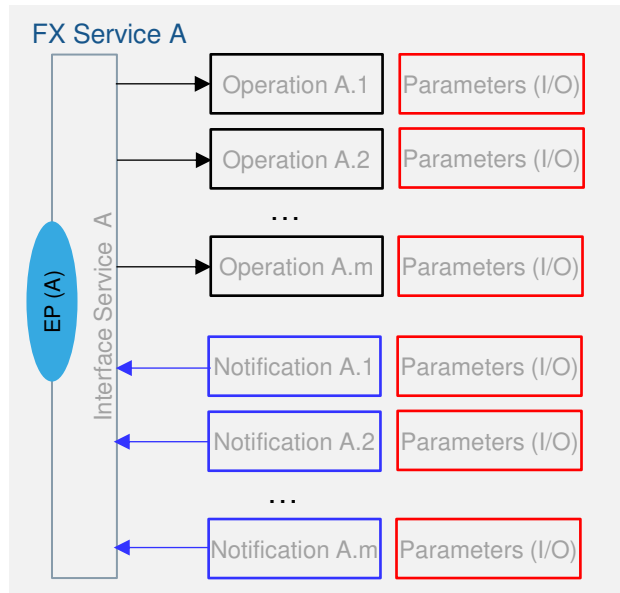 FX Service A
Operation A.1 Parameters (I/O)
Operation A.2 Parameters (I/O)
...
Operation A.m Parameters (I/O)
EP (A)
Interface Service A
Notification A.1 Parameters (I/O)
Notification A.2 Parameters (I/O)
...
Notification A.m Parameters (I/O)